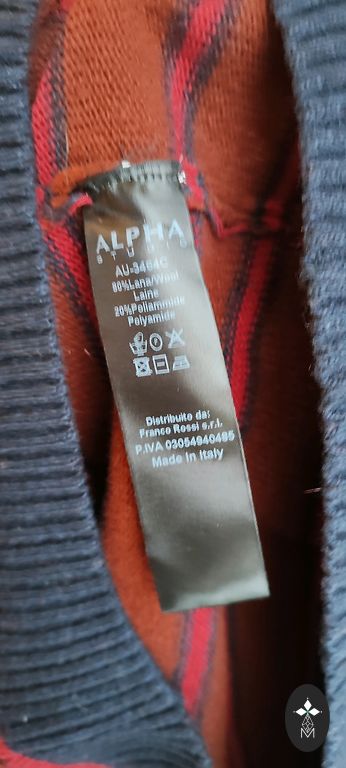 ALPHA
STUDIO
AU-3464C
80%Lana/Wool
Laine
20%Poliamide
Polyamide
Distribuito da:
Franco Rossi s.r.l.
P.IVA 03054940485
Made in Italy
M